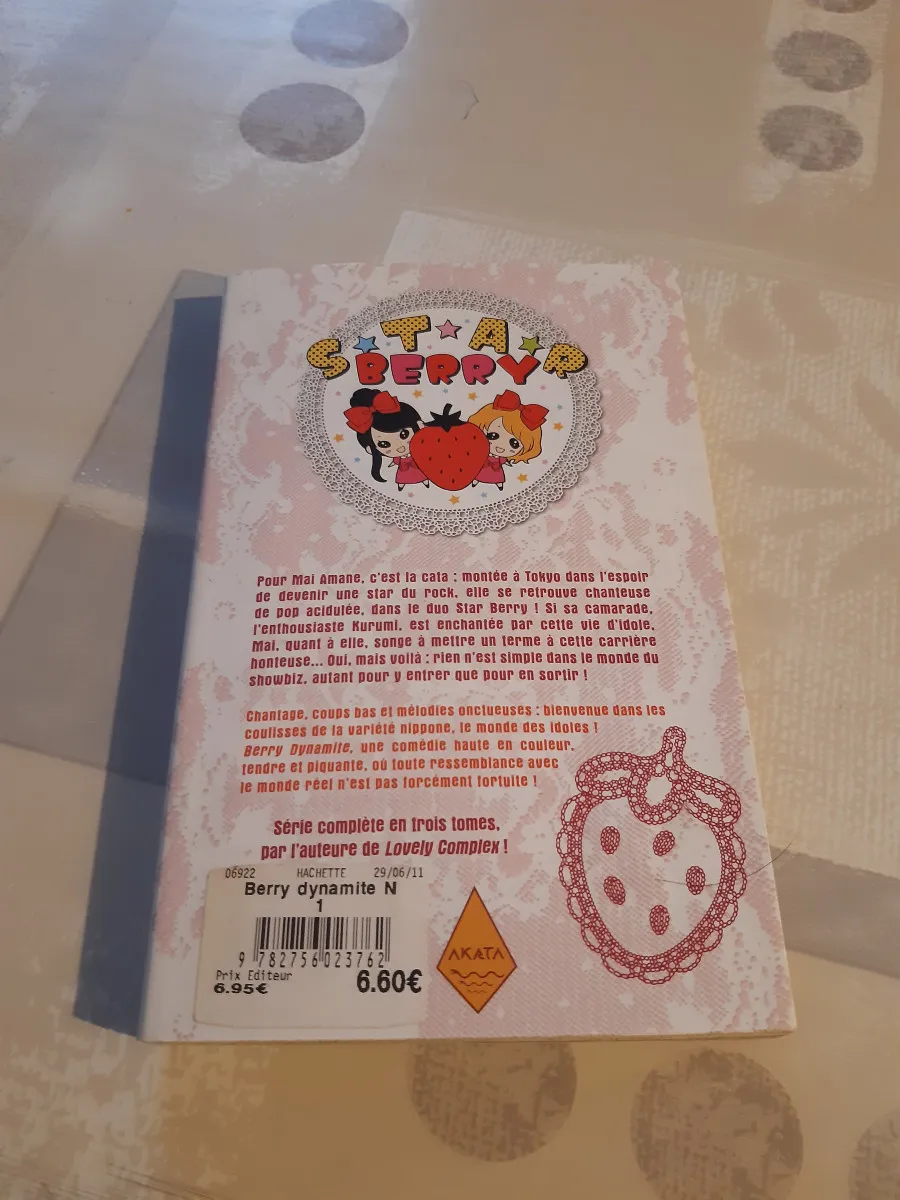 STAR
BERRY
Pour Mai Amane, c'est la cata : montée à Tokyo dans l'espoir
de devenir une star du rock, elle se retrouve chanteuse
de pop acidulée, dans le duo Star Berry ! Si sa camarade,
l'enthousiaste Kurumi, est enchantée par cette vie d'idole,
Mai, quant à elle, songe à mettre un terme à cette carrière
honteuse... Oui, mais voilà : rien n'est simple dans le monde du
showbiz, autant pour y entrer que pour en sortir !
Chantage, coups bas et mélodies onctueuses : bienvenue dans les
coulisses de la variété nippone, le monde des idoles !
Berry Dynamite, une comédie haute en couleur,
tendre et piquante, où toute ressemblance avec
le monde réel n'est pas forcément fortuite !
Série complète en trois tomes,
par l'auteure de Lovely Complex !
06922 HACHETTE 29/06/11
Berry dynamite N
1
9 782756 023762
Prix Editeur
6.95€ 6.60€
AKATA